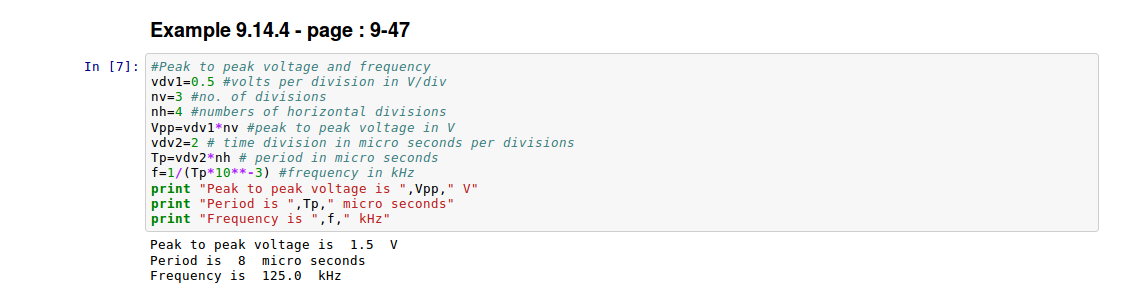 Example 9.14.4 - page : 9-47
In [7]: #Peak to peak voltage and frequency
vdv1=0.5 #volts per division in V/div
nv=3 #no. of divisions
nh=4 #numbers of horizontal divisions
Vpp=vdv1*nv #peak to peak voltage in V
vdv2=2 # time division in micro seconds per divisions
Tp=vdv2*nh # period in micro seconds
f=1/(Tp*10**-3) #frequency in kHz
print "Peak to peak voltage is ",Vpp," V"
print "Period is ",Tp," micro seconds"
print "Frequency is ",f," kHz"
Peak to peak voltage is  1.5  V
Period is  8  micro seconds
Frequency is  125.0  kHz